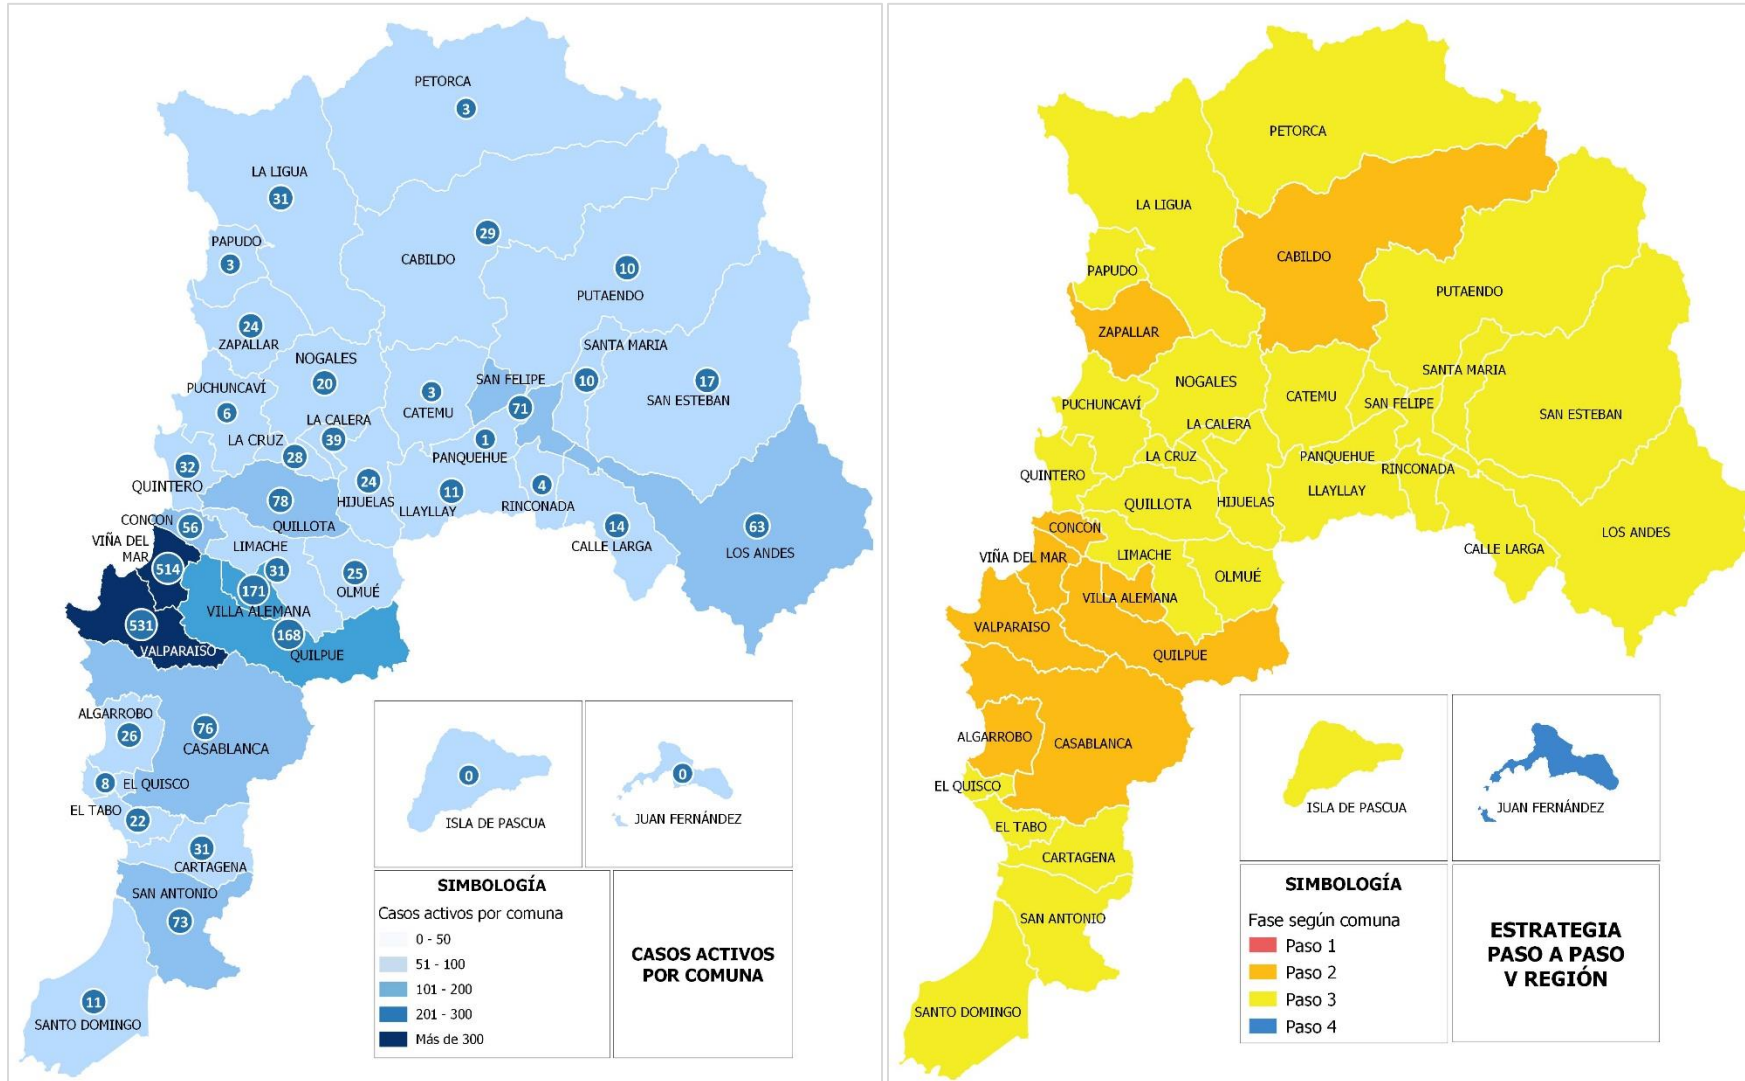 PETORCA
3
LA LIGUA
31
PAPUDO
3
29
CABILDO
10
PUTAENDO
24
ZAPALLAR
NOGALES
20
SANTA MARIA
10
SAN FELIPE
71
17
SAN ESTEBAN
3
CATEMU
PUCHUNCAVÍ
6
LA CALERA
39
LA CRUZ
28
1
PANQUEHUE
32
QUINTERO
24
HIJUELAS
11
LLAYLLAY
4
RINCONADA
78
QUILLOTA
14
CALLE LARGA
63
LOS ANDES
CONCON
56
VIÑA DEL
MAR
514
LIMACHE
31
25
OLMUÉ
171
VILLA ALEMANA
168
QUILPUE
531
VALPARAISO
ALGARROBO
26
76
CASABLANCA
8
EL QUISCO
EL TABO
22
31
CARTAGENA
SAN ANTONIO
73
11
SANTO DOMINGO
0
ISLA DE PASCUA
0
JUAN FERNÁNDEZ
SIMBOLOGÍA
Casos activos por comuna
0 - 50
51 - 100
101 - 200
201 - 300
Más de 300
CASOS ACTIVOS
POR COMUNA
PETORCA
LA LIGUA
CABILDO
PAPUDO
PUTAENDO
ZAPALLAR
SANTA MARIA
NOGALES
CATEMU
SAN FELIPE
PUCHUNCAVÍ
SAN ESTEBAN
LA CALERA
LA CRUZ
PANQUEHUE
RINCONADA
QUINTERO
LLAYLLAY
QUILLOTA
HIJUELAS
CONCON
LOS ANDES
LIMACHE
VIÑA DEL MAR
CALLE LARGA
OLMUÉ
VILLA ALEMANA
VALPARAISO
QUILPUE
ALGARROBO
CASABLANCA
EL QUISCO
EL TABO
CARTAGENA
SAN ANTONIO
SANTO DOMINGO
ISLA DE PASCUA
JUAN FERNÁNDEZ
SIMBOLOGÍA
Fase según comuna
Paso 1
Paso 2
Paso 3
Paso 4
ESTRATEGIA
PASO A PASO
V REGIÓN